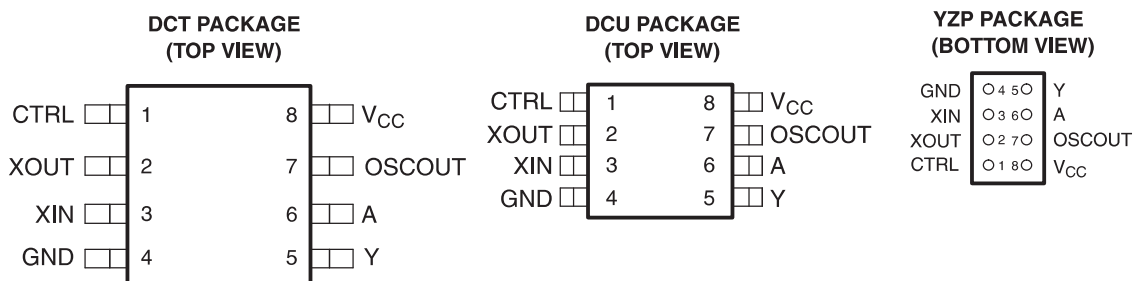 DCT PACKAGE
(TOP VIEW)
CTRL 1 8 VCC
XOUT 2 7 OSCOUT
XIN 3 6 A
GND 4 5 Y
DCU PACKAGE
(TOP VIEW)
CTRL 1 8 VCC
XOUT 2 7 OSCOUT
XIN 3 6 A
GND 4 5 Y
YZP PACKAGE
(BOTTOM VIEW)
GND 4 5 Y
XIN 3 6 A
XOUT 2 7 OSCOUT
CTRL 1 8 VCC